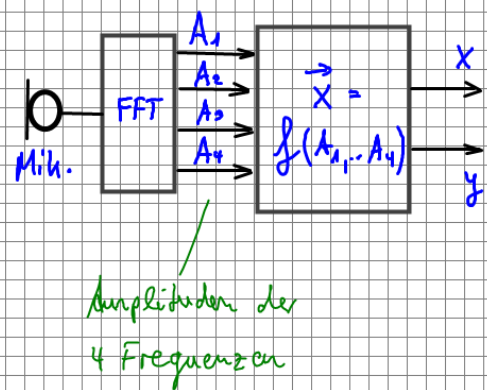 A1
A2
A3
A4
Mik.
FFT
x⃗ =
f(A1,..A4)
x
y
Amplituden der
4 Frequenzen